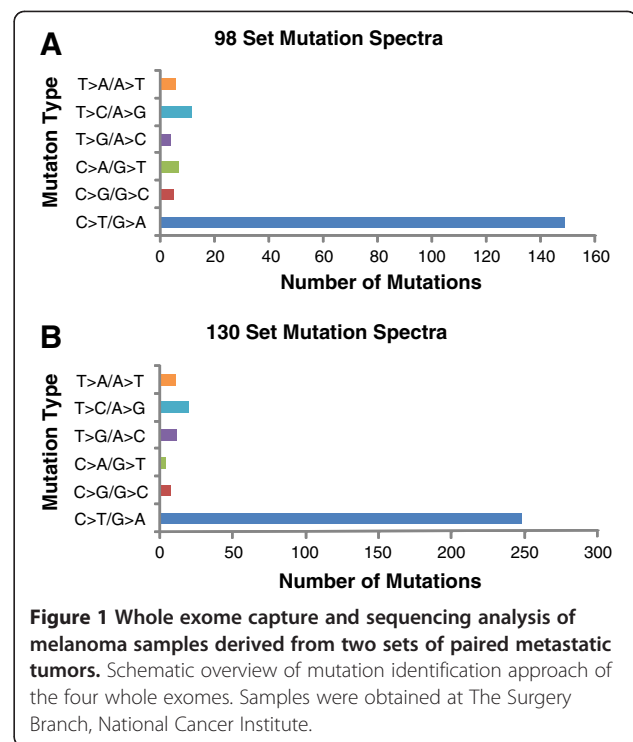 A
98 Set Mutation Spectra
Mutaton Type
T>A/A>T
T>C/A>G
T>G/A>C
C>A/G>T
C>G/G>C
C>T/G>A
0 20 40 60 80 100 120 140 160
Number of Mutations
B
130 Set Mutation Spectra
Mutation Type
T>A/A>T
T>C/A>G
T>G/A>C
C>A/G>T
C>G/G>C
C>T/G>A
0 50 100 150 200 250 300
Number of Mutations
Figure 1 Whole exome capture and sequencing analysis of
melanoma samples derived from two sets of paired metastatic
tumors. Schematic overview of mutation identification approach of
the four whole exomes. Samples were obtained at The Surgery
Branch, National Cancer Institute.